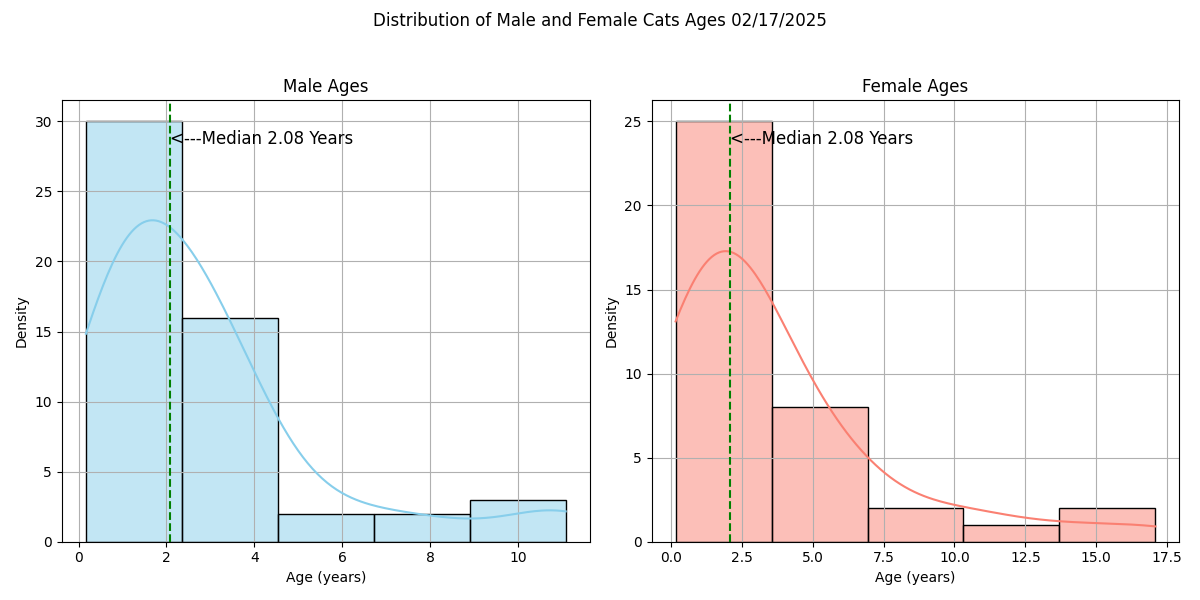 Distribution of Male and Female Cats Ages 02/17/2025
Male Ages
30
25
20
15
10
5
0
Density
<---Median 2.08 Years
0 2 4 6 8 10
Age (years)
Female Ages
25
20
15
10
5
0
Density
<---Median 2.08 Years
0.0 2.5 5.0 7.5 10.0 12.5 15.0 17.5
Age (years)